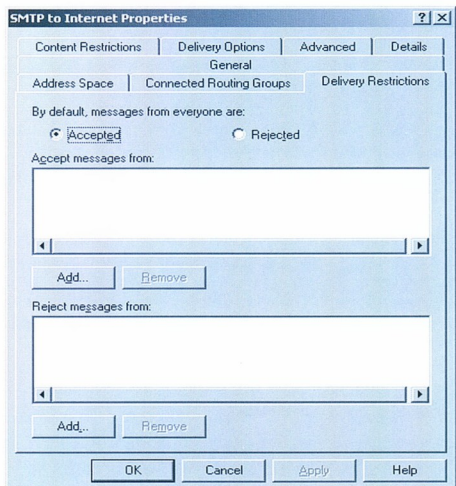 SMTP to Internet Properties
Content Restrictions Delivery Options Advanced Details
General
Address Space Connected Routing Groups Delivery Restrictions
By default, messages from everyone are:
Accepted Rejected
Accept messages from:
Add... Remove
Reject messages from:
Add... Remove
OK Cancel Apply Help